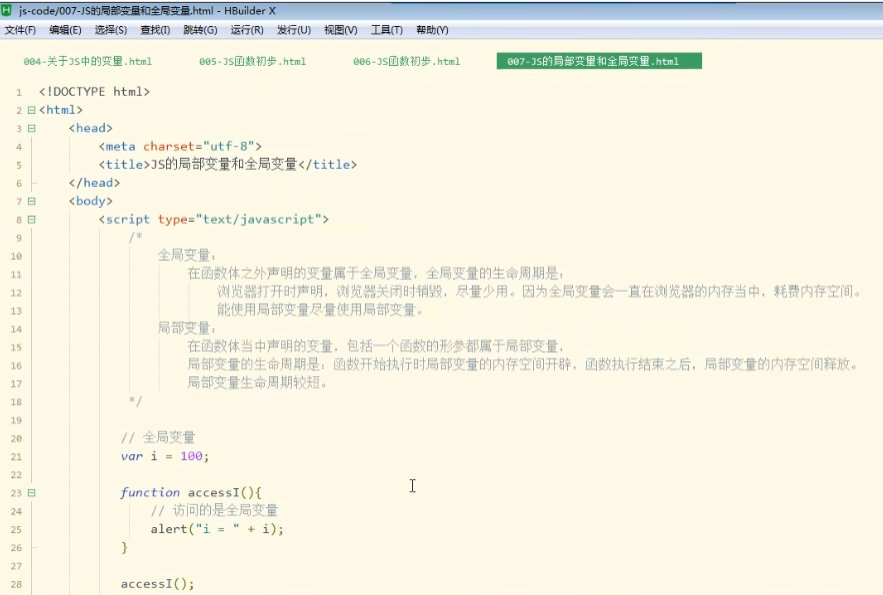 js-code/007-JS的局部变量和全局变量.html - HBuilder X
文件(F) 编辑(E) 选择(S) 查找(I) 跳转(G) 运行(R) 发行(U) 视图(V) 工具(T) 帮助(Y)
004-关于JS中的变量.html 005-JS函数初步.html 006-JS函数初步.html 007-JS的局部变量和全局变量.html
1 <!DOCTYPE html>
2 <html>
3 <head>
4 <meta charset="utf-8">
5 <title>JS的局部变量和全局变量</title>
6 </head>
7 <body>
8 <script type="text/javascript">
9 /*
10 全局变量:
11 在函数体之外声明的变量属于全局变量，全局变量的生命周期是:
12 浏览器打开时声明，浏览器关闭时销毁，尽量少用。因为全局变量会一直在浏览器的内存当中，耗费内存空间。
13 能使用局部变量尽量使用局部变量。
14 局部变量:
15 在函数体当中声明的变量，包括一个函数的形参都属于局部变量，
16 局部变量的生命周期是: 函数开始执行时局部变量的内存空间开辟，函数执行结束之后，局部变量的内存空间释放。
17 局部变量生命周期较短。
18 */
19
20 // 全局变量
21 var i = 100;
22
23 function accessI(){
24 // 访问的是全局变量
25 alert("i = " + i);
26 }
27
28 accessI();